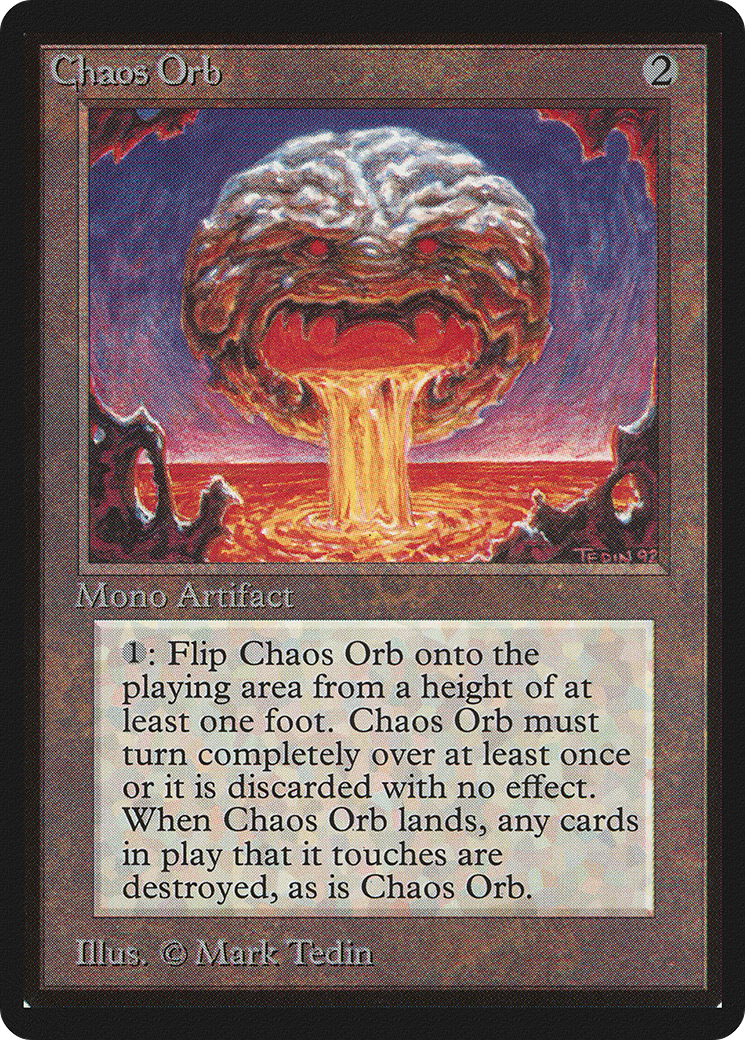 Chaos Orb 2
TEDIN 92
Mono Artifact
1: Flip Chaos Orb onto the
playing area from a height of at
least one foot. Chaos Orb must
turn completely over at least once
or it is discarded with no effect.
When Chaos Orb lands, any cards
in play that it touches are
destroyed, as is Chaos Orb.
Illus. © Mark Tedin